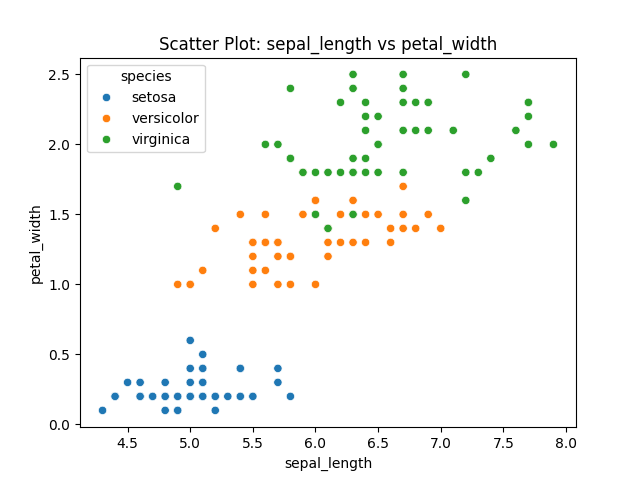 Scatter Plot: sepal_length vs petal_width
species
setosa
versicolor
virginica
2.5
2.0
1.5
1.0
0.5
0.0
petal_width
4.5 5.0 5.5 6.0 6.5 7.0 7.5 8.0
sepal_length